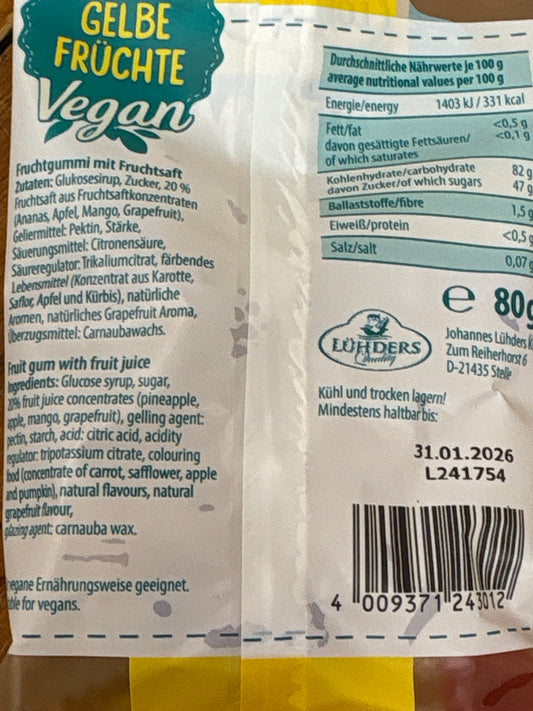 GELBE
FRÜCHTE
Vegan
Fruchtgummi mit Fruchtsaft
Zutaten: Glukosesirup, Zucker, 20 %
Fruchtsaft aus Fruchtsaftkonzentraten
(Ananas, Apfel, Mango, Grapefruit),
Geliermittel: Pektin, Stärke,
Säuerungsmittel: Citronensäure,
Säureregulator: Trikaliumcitrat, färbendes
Lebensmittel (Konzentrat aus Karotte,
Saflor, Apfel und Kürbis), natürliche
Aromen, natürliches Grapefruit Aroma,
Überzugsmittel: Carnaubawachs.
Fruit gum with fruit juice
Ingredients: Glucose syrup, sugar,
20% fruit juice concentrates (pineapple,
apple, mango, grapefruit), gelling agent:
pectin, starch, acid: citric acid, acidity
regulator: tripotassium citrate, colouring
food (concentrate of carrot, safflower, apple
and pumpkin), natural flavours, natural
grapefruit flavour,
glazing agent: carnauba wax.
vegane Ernährungsweise geeignet.
for vegans.
Durchschnittliche Nährwerte je 100 g
average nutritional values per 100 g
Energie/energy 1403 kJ / 331 kcal
Fett/fat <0,5 g
davon gesättigte Fettsäuren/ <0,1 g
of which saturates
Kohlenhydrate/carbohydrate 82 g
davon Zucker/of which sugars 47 g
Ballaststoffe/fibre 1,5 g
Eiweiß/protein <0,5 g
Salz/salt 0,07 g
℮ 80g
LÜHDERS
Quality
Johannes Lühders
Zum Reiherhorst 6
D-21435 Stelle
Kühl und trocken lagern!
Mindestens haltbar bis:
31.01.2026
L241754
4 009371 243012